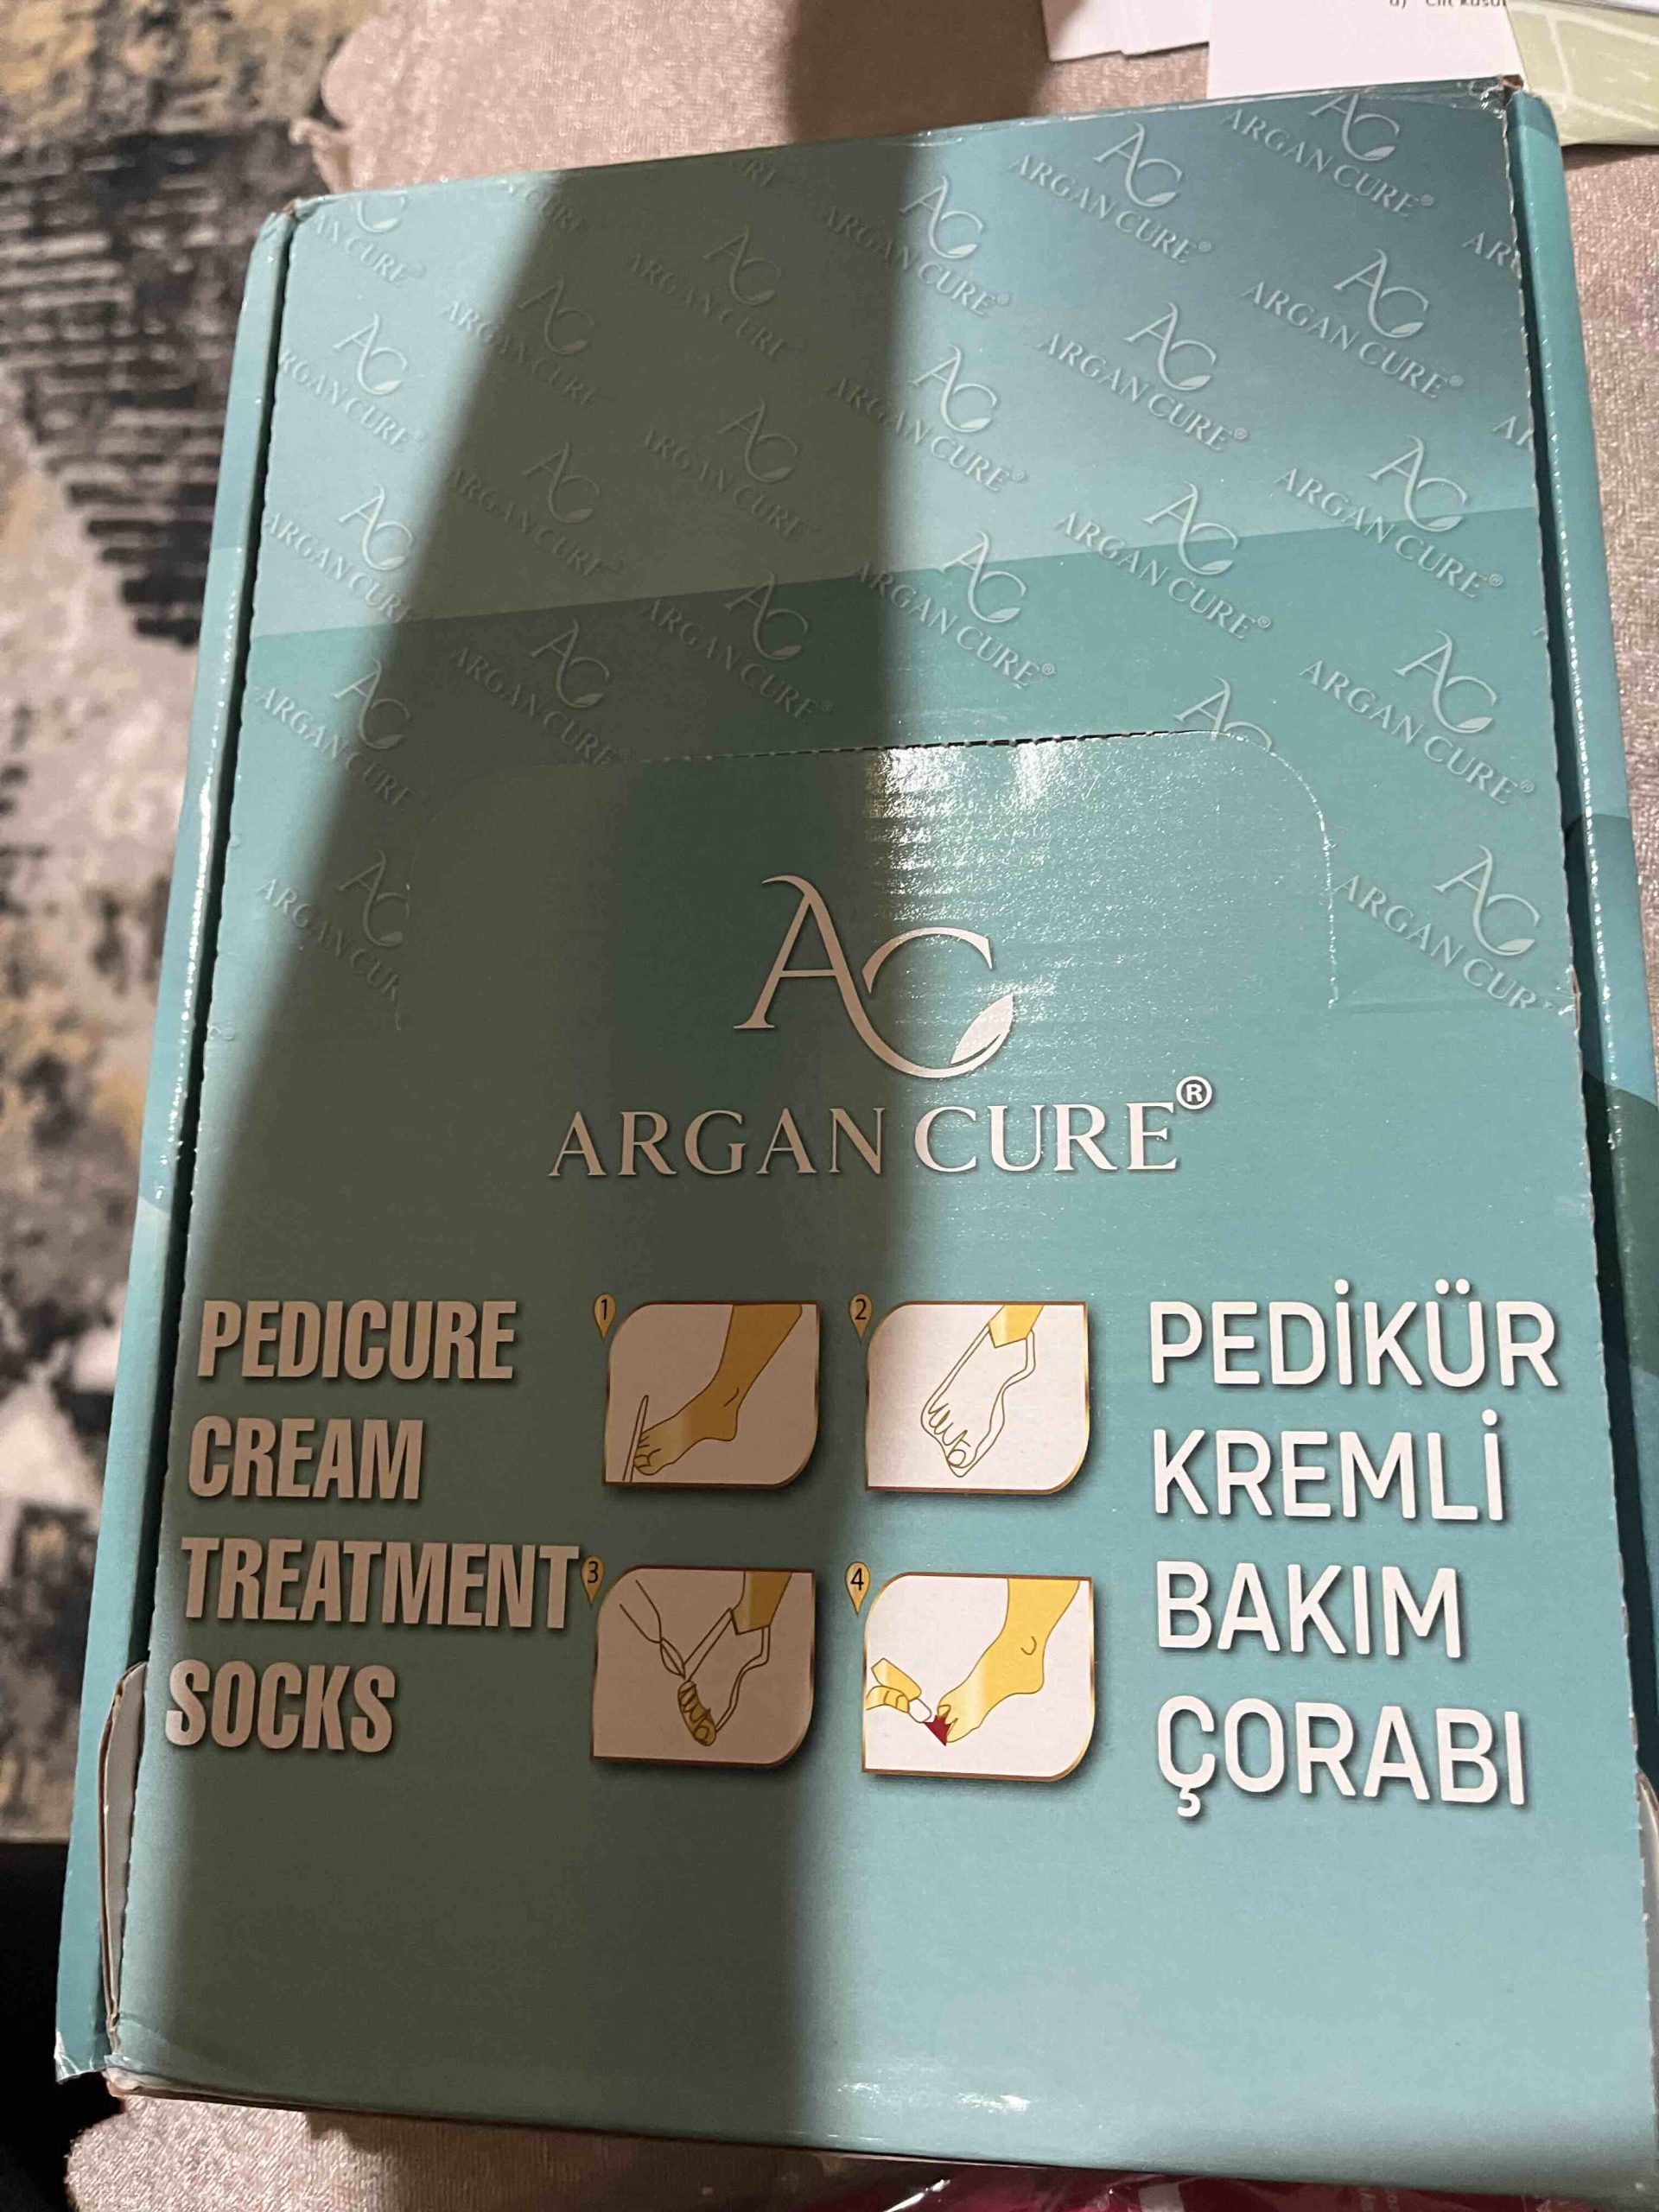 AC
ARGAN CURE®
PEDICURE
CREAM
TREATMENT
SOCKS
1
2
3
4
PEDİKÜR
KREMLİ
BAKIM
ÇORABI